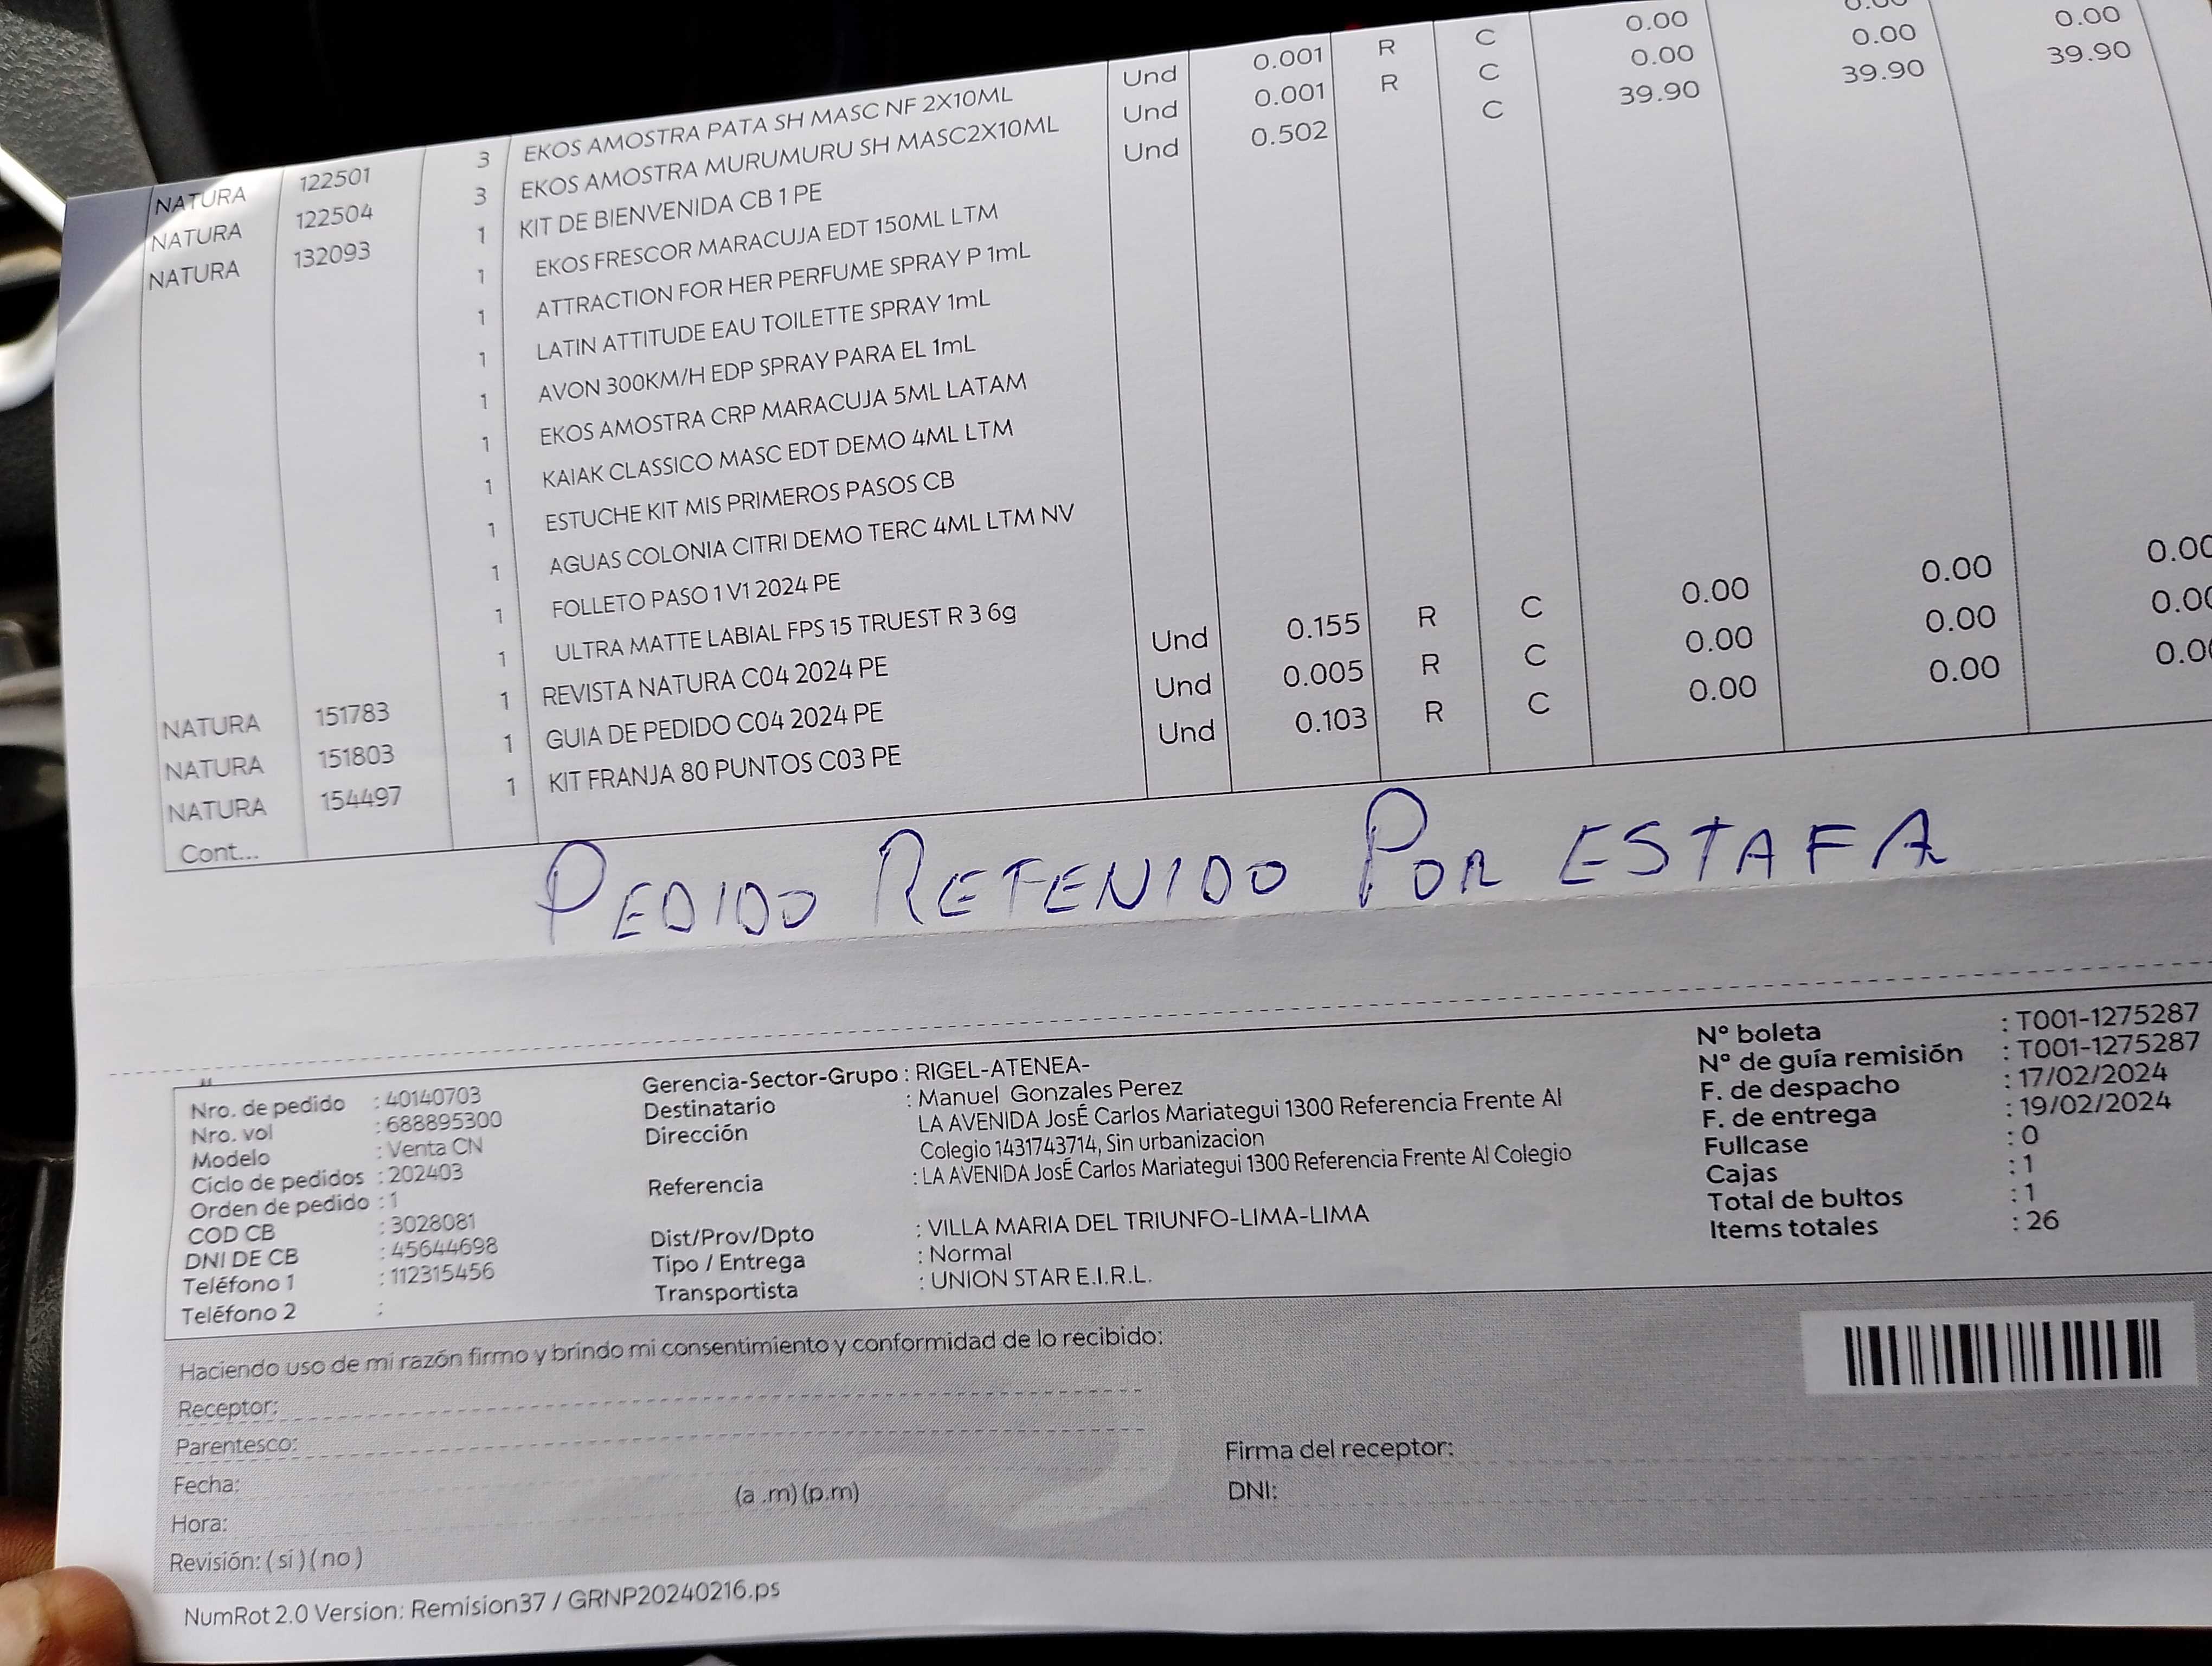 NATURA 122501 3 EKOS AMOSTRA PATA SH MASC NF 2X10ML Und 0.001 R C 0.00 0.00 0.00
NATURA 122504 3 EKOS AMOSTRA MURUMURU SH MASC2X10ML Und 0.001 R C 0.00 0.00 0.00
NATURA 132093 1 KIT DE BIENVENIDA CB 1 PE Und 0.502 C 39.90 39.90 39.90
1 EKOS FRESCOR MARACUJA EDT 150ML LTM
1 ATTRACTION FOR HER PERFUME SPRAY P 1mL
1 LATIN ATTITUDE EAU TOILETTE SPRAY 1mL
1 AVON 300KM/H EDP SPRAY PARA EL 1mL
1 EKOS AMOSTRA CRP MARACUJA 5ML LATAM
1 KAIAK CLASSICO MASC EDT DEMO 4ML LTM
1 ESTUCHE KIT MIS PRIMEROS PASOS CB
1 AGUAS COLONIA CITRI DEMO TERC 4ML LTM NV
1 FOLLETO PASO 1 V1 2024 PE
1 ULTRA MATTE LABIAL FPS 15 TRUEST R 3 6g
NATURA 151783 1 REVISTA NATURA C04 2024 PE Und 0.155 R C 0.00 0.00 0.00
NATURA 151803 1 GUIA DE PEDIDO C04 2024 PE Und 0.005 R C 0.00 0.00 0.00
NATURA 154497 1 KIT FRANJA 80 PUNTOS C03 PE Und 0.103 R C 0.00 0.00 0.00
Cont...
PEDIDO RETENIDO POR ESTAFA
Nro. de pedido : 40140703
Nro. vol : 688895300
Modelo : Venta CN
Ciclo de pedidos : 202403
Orden de pedido : 1
COD CB : 3028081
DNI DE CB : 45644698
Teléfono 1 : 112315456
Teléfono 2 :
Gerencia-Sector-Grupo : RIGEL-ATENEA-
Destinatario : Manuel Gonzales Perez
Dirección LA AVENIDA JosÉ Carlos Mariategui 1300 Referencia Frente Al
Colegio 1431743714, Sin urbanizacion
Referencia : LA AVENIDA JosÉ Carlos Mariategui 1300 Referencia Frente Al Colegio
Dist/Prov/Dpto : VILLA MARIA DEL TRIUNFO-LIMA-LIMA
Tipo / Entrega : Normal
Transportista : UNION STAR E.I.R.L.
N° boleta : T001-1275287
N° de guía remisión : T001-1275287
F. de despacho : 17/02/2024
F. de entrega : 19/02/2024
Fullcase : 0
Cajas : 1
Total de bultos : 1
Items totales : 26
Haciendo uso de mi razón firmo y brindo mi consentimiento y conformidad de lo recibido:
Receptor:
Parentesco:
Fecha:
Hora: (a .m) (p.m)
Revisión: ( si ) ( no )
Firma del receptor:
DNI:
NumRot 2.0 Version: Remision37 / GRNP20240216.ps